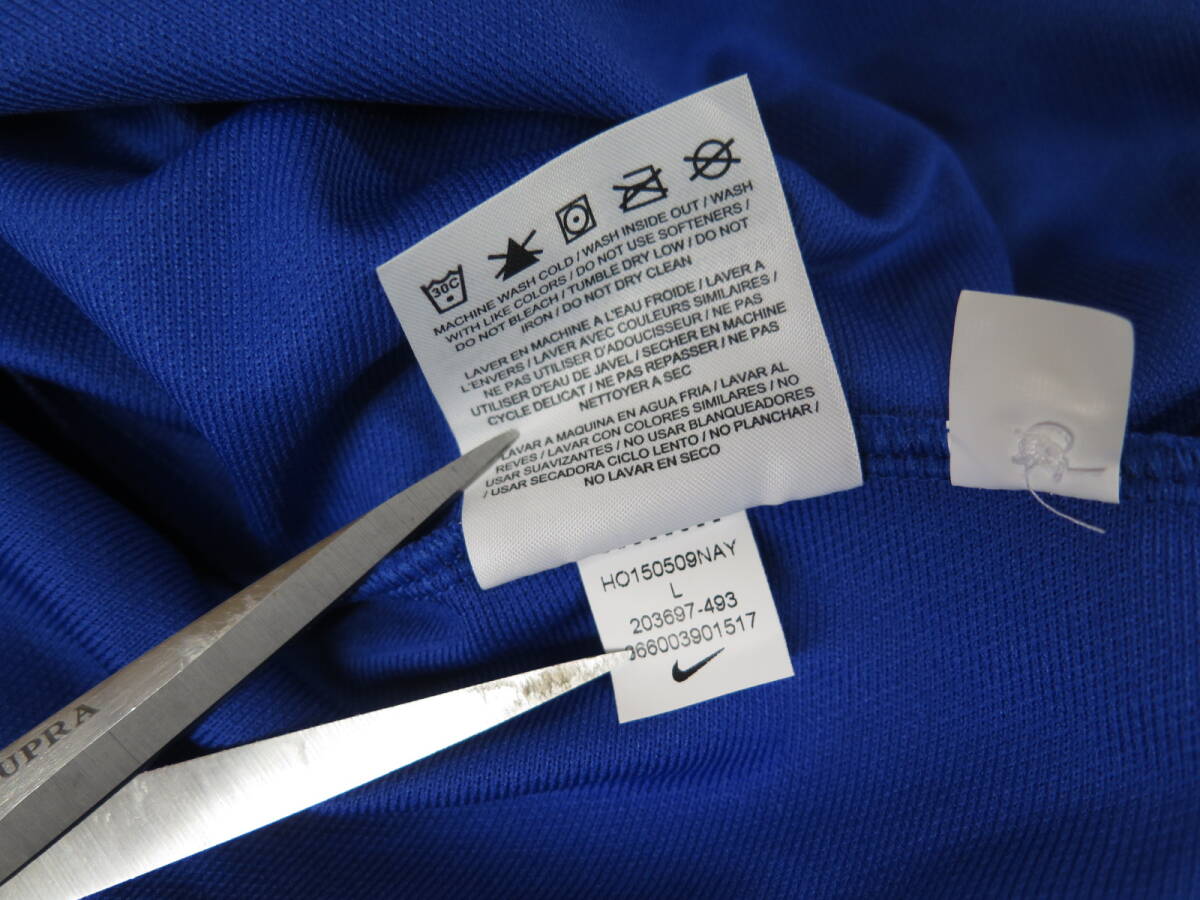 30C
MACHINE WASH COLD / WASH INSIDE OUT / WASH
WITH LIKE COLORS / DO NOT USE SOFTENERS /
DO NOT BLEACH / TUMBLE DRY LOW / DO NOT
IRON / DO NOT DRY CLEAN
LAVER EN MACHINE A L'EAU FROIDE / LAVER A
L'ENVERS / LAVER AVEC COULEURS SIMILAIRES /
NE PAS UTILISER D'ADOUCISSEUR / NE PAS
UTILISER D'EAU DE JAVEL / SECHER EN MACHINE
CYCLE DELICAT / NE PAS REPASSER / NE PAS
NETTOYER A SEC
LAVAR A MAQUINA EN AGUA FRIA / LAVAR AL
REVES / LAVAR CON COLORES SIMILARES / NO
USAR SUAVIZANTES / NO USAR BLANQUEADORES
/ USAR SECADORA CICLO LENTO / NO PLANCHAR /
NO LAVAR EN SECO
HO150509NAY
L
203697-493
66003901517
UPRA